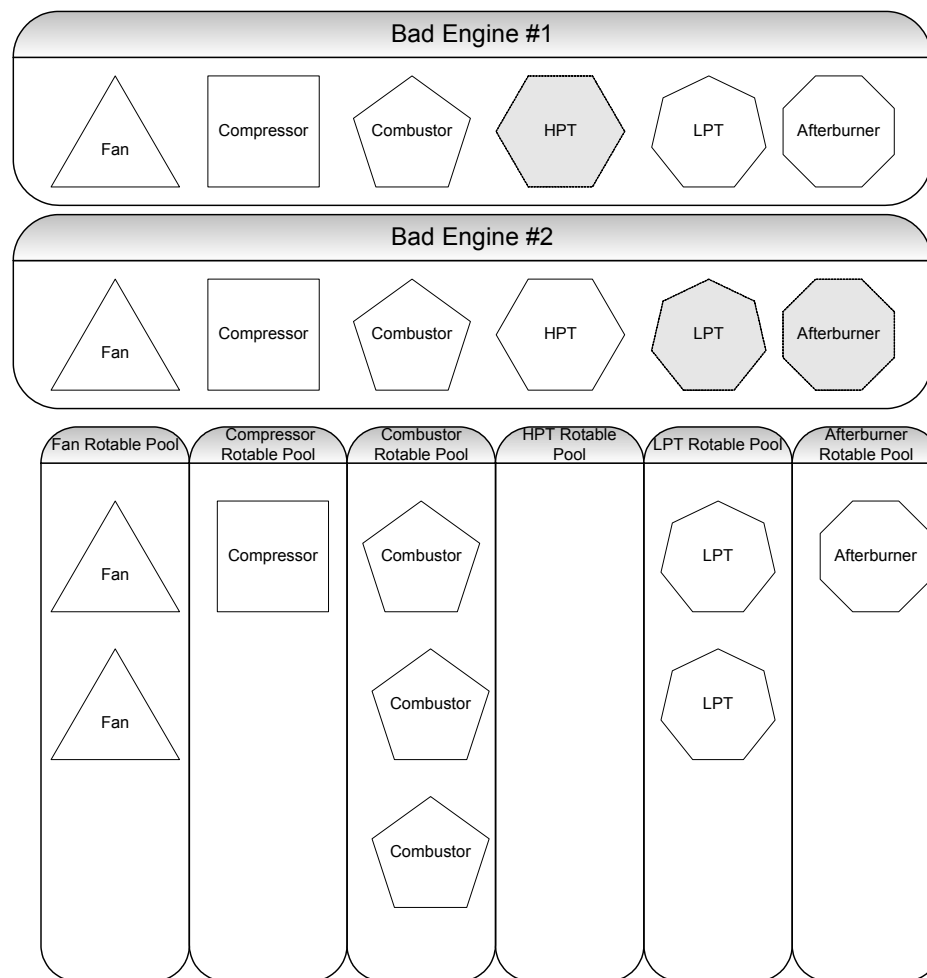 Bad Engine #1
Fan
Compressor
Combustor
HPT
LPT
Afterburner
Bad Engine #2
Fan
Compressor
Combustor
HPT
LPT
Afterburner
Fan Rotable Pool
Compressor
Rotable Pool
Combustor
Rotable Pool
HPT Rotable
Pool
LPT Rotable Pool
Afterburner
Rotable Pool
Fan
Compressor
Combustor
LPT
Afterburner
Fan
Combustor
LPT
Combustor